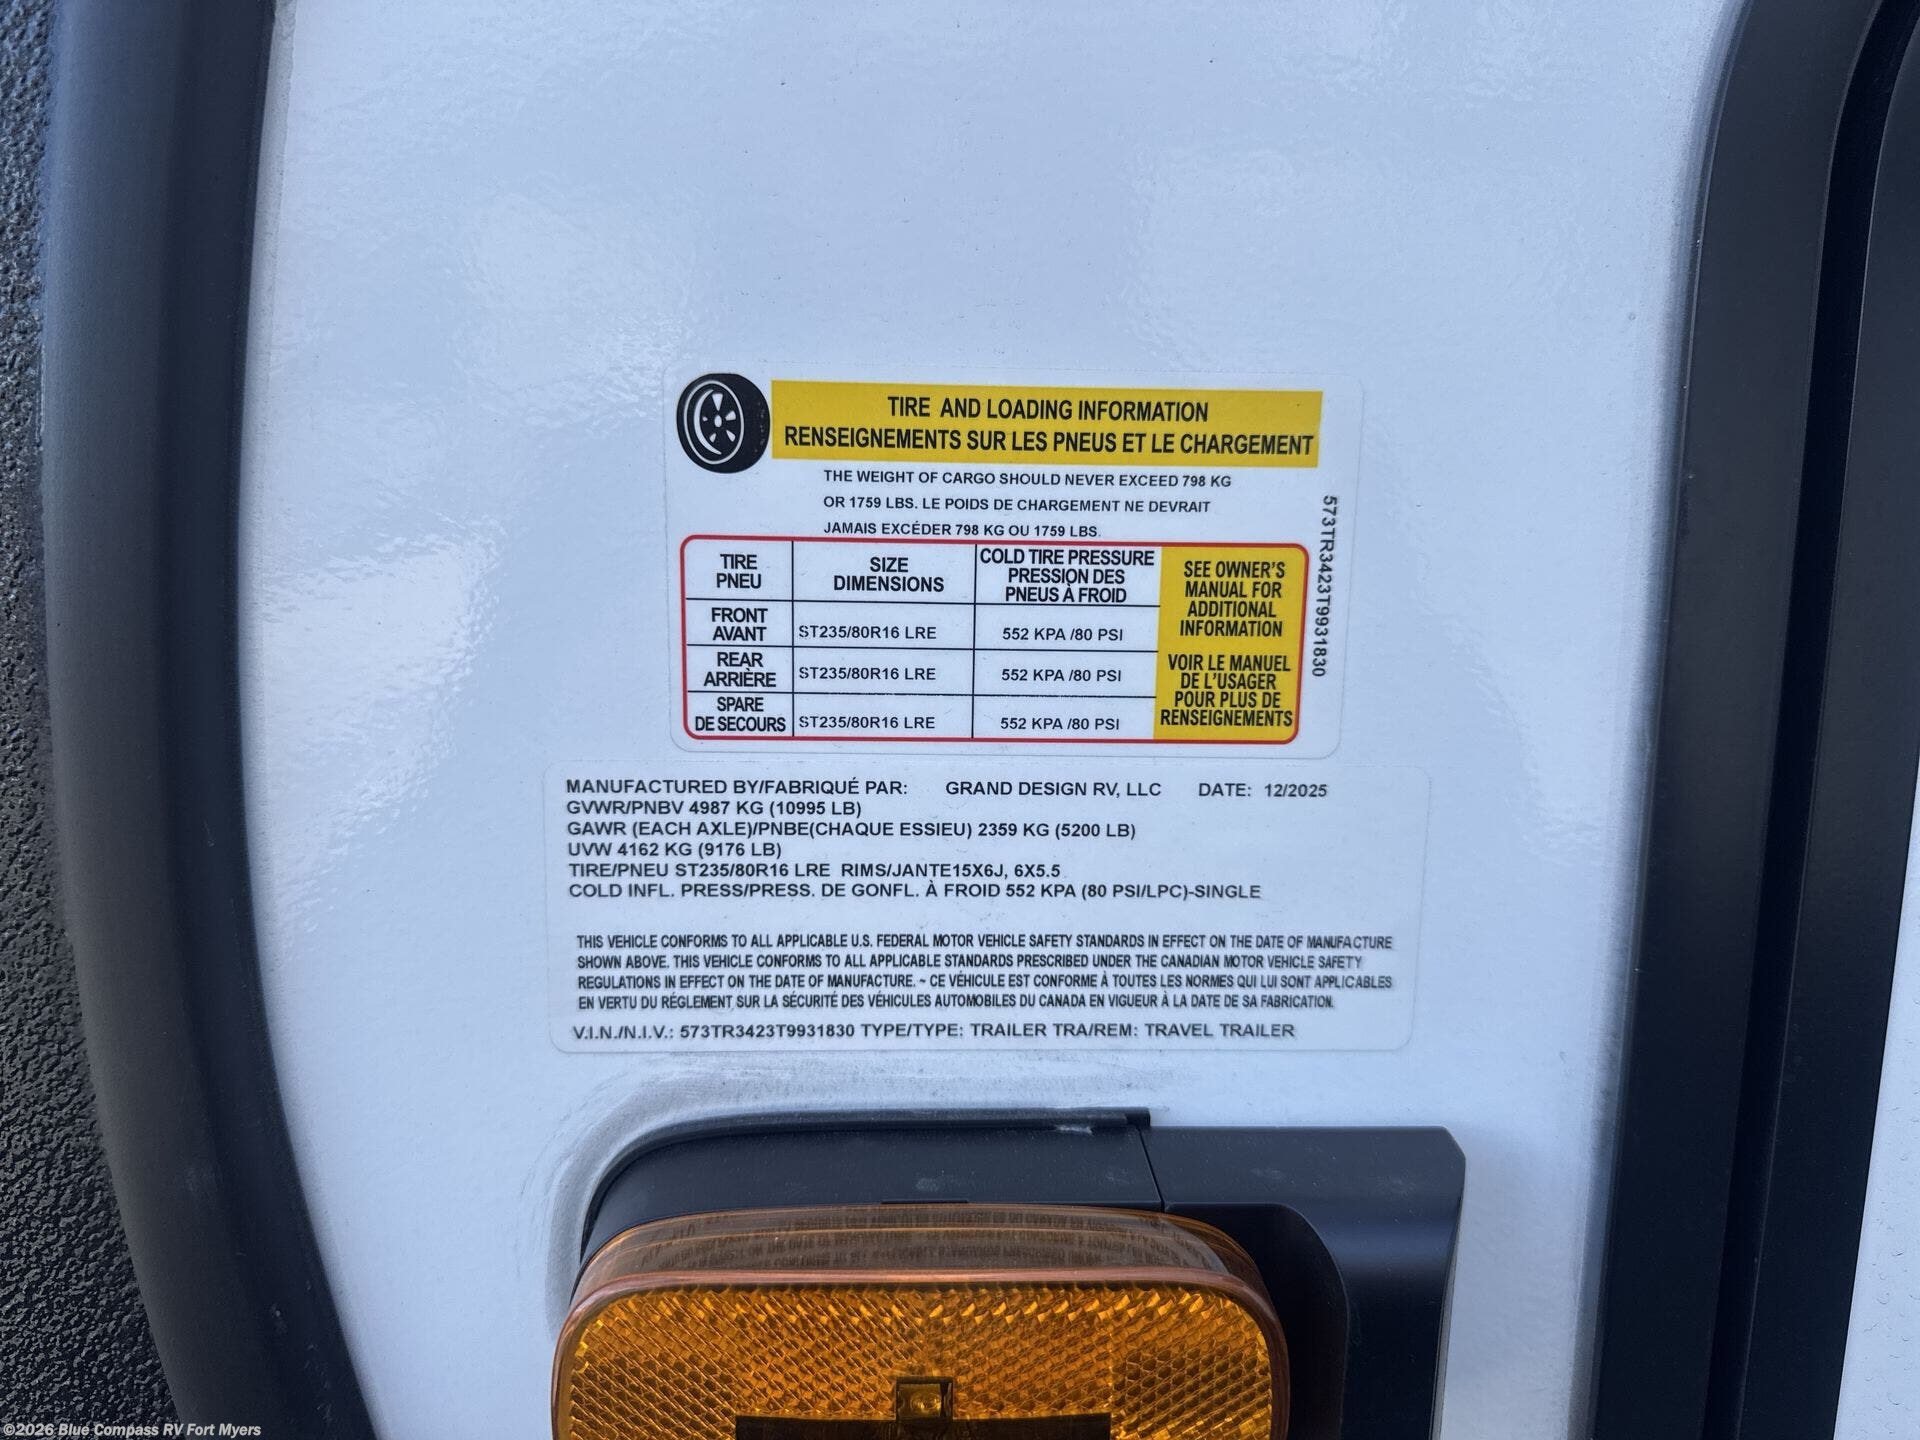 TIRE AND LOADING INFORMATION
RENSEIGNEMENTS SUR LES PNEUS ET LE CHARGEMENT
THE WEIGHT OF CARGO SHOULD NEVER EXCEED 798 KG
OR 1759 LBS. LE POIDS DE CHARGEMENT NE DEVRAIT
JAMAIS EXCÉDER 798 KG OU 1759 LBS.
TIRE
PNEU
SIZE
DIMENSIONS
COLD TIRE PRESSURE
PRESSION DES
PNEUS À FROID
FRONT
AVANT
ST235/80R16 LRE
552 KPA /80 PSI
REAR
ARRIÈRE
ST235/80R16 LRE
552 KPA /80 PSI
SPARE
DE SECOURS
ST235/80R16 LRE
552 KPA /80 PSI
SEE OWNER'S
MANUAL FOR
ADDITIONAL
INFORMATION
VOIR LE MANUEL
DE L'USAGER
POUR PLUS DE
RENSEIGNEMENTS
573TR3423T9931830
MANUFACTURED BY/FABRIQUÉ PAR: GRAND DESIGN RV, LLC DATE: 12/2025
GVWR/PNBV 4987 KG (10995 LB)
GAWR (EACH AXLE)/PNBE(CHAQUE ESSIEU) 2359 KG (5200 LB)
UVW 4162 KG (9176 LB)
TIRE/PNEU ST235/80R16 LRE RIMS/JANTE15X6J, 6X5.5
COLD INFL. PRESS/PRESS. DE GONFL. À FROID 552 KPA (80 PSI/LPC)-SINGLE
THIS VEHICLE CONFORMS TO ALL APPLICABLE U.S. FEDERAL MOTOR VEHICLE SAFETY STANDARDS IN EFFECT ON THE DATE OF MANUFACTURE
SHOWN ABOVE. THIS VEHICLE CONFORMS TO ALL APPLICABLE STANDARDS PRESCRIBED UNDER THE CANADIAN MOTOR VEHICLE SAFETY
REGULATIONS IN EFFECT ON THE DATE OF MANUFACTURE. ~ CE VÉHICULE EST CONFORME À TOUTES LES NORMES QUI LUI SONT APPLICABLES
EN VERTU DU RÉGLEMENT SUR LA SÉCURITÉ DES VÉHICULES AUTOMOBILES DU CANADA EN VIGUEUR À LA DATE DE SA FABRICATION.
V.I.N./N.I.V.: 573TR3423T9931830 TYPE/TYPE: TRAILER TRA/REM: TRAVEL TRAILER
©2026 Blue Compass RV Fort Myers